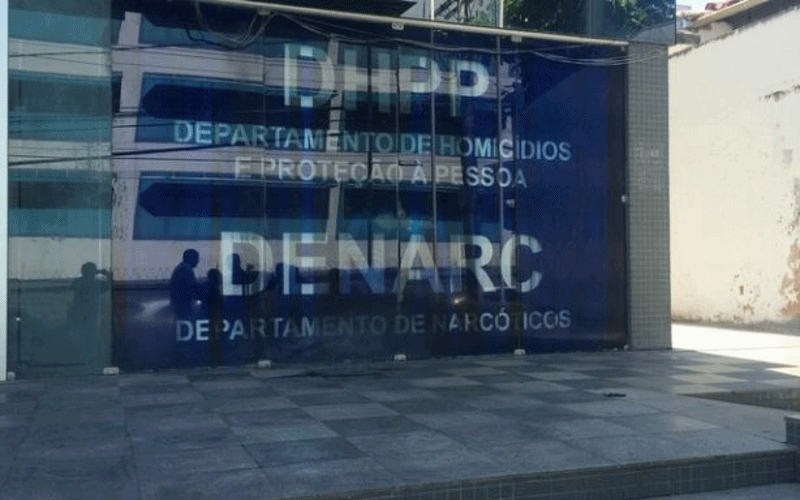 DHPP
DEPARTAMENTO DE HOMICÍDIOS
E PROTEÇÃO À PESSOA
DENARC
DEPARTAMENTO DE NARCÓTICOS